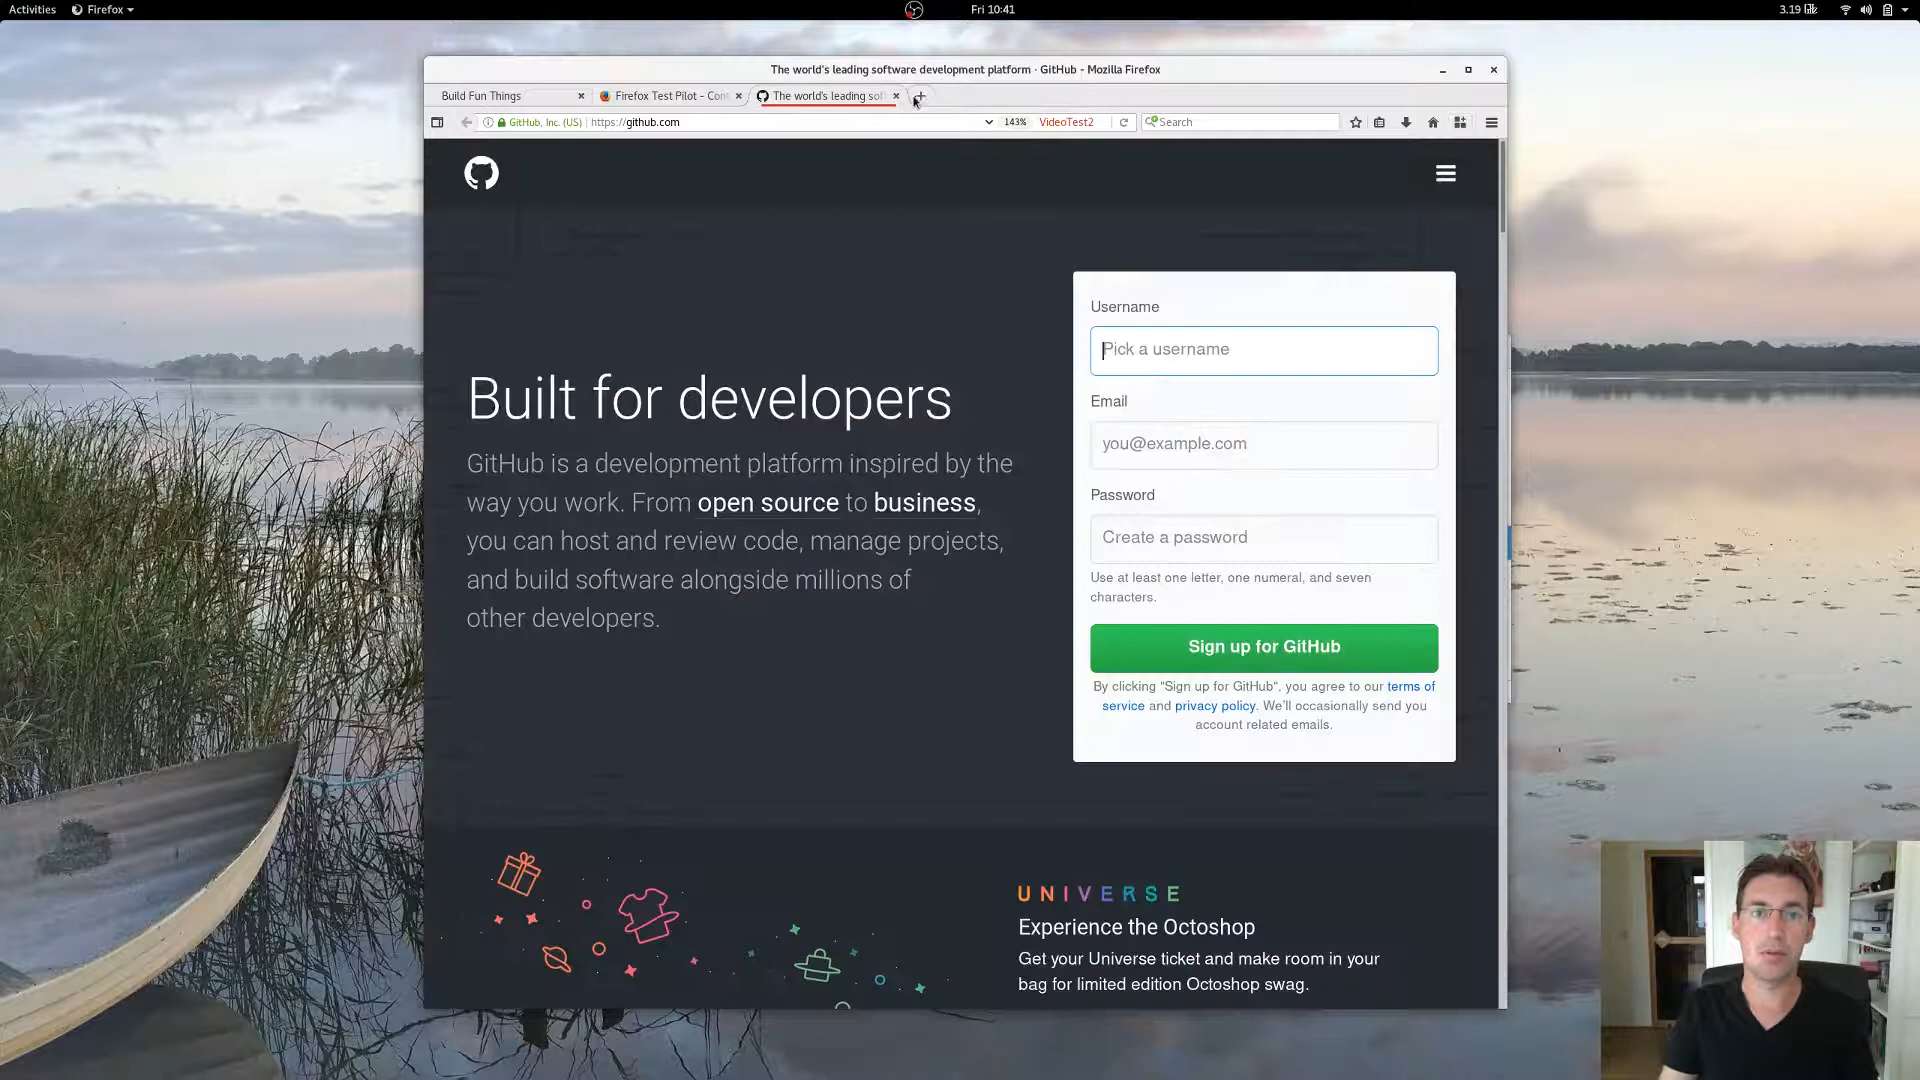 Activities
Firefox
Fri 10:41
3.19
The world's leading software development platform · GitHub - Mozilla Firefox
Build Fun Things
Firefox Test Pilot - Con
The world's leading sof
GitHub, Inc. (US)
https://github.com
143%
VideoTest2
Search
Built for developers
GitHub is a development platform inspired by the
way you work. From open source to business,
you can host and review code, manage projects,
and build software alongside millions of
other developers.
Username
Pick a username
Email
you@example.com
Password
Create a password
Use at least one letter, one numeral, and seven
characters.
Sign up for GitHub
By clicking "Sign up for GitHub", you agree to our terms of
service and privacy policy. We'll occasionally send you
account related emails.
UNIVERSE
Experience the Octoshop
Get your Universe ticket and make room in your
bag for limited edition Octoshop swag.